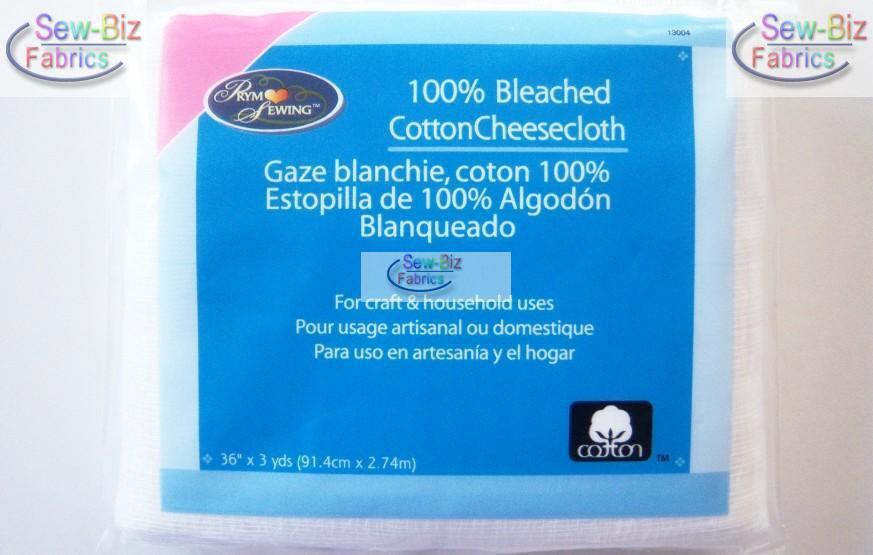 Sew-Biz
Fabrics
Sew-Biz
Fabrics
13004
PRYM
SEWING™
100% Bleached
CottonCheesecloth
Gaze blanchie, coton 100%
Estopilla de 100% Algodón
Blanqueado
Sew-Biz
Fabrics
For craft & household uses
Pour usage artisanal ou domestique
Para uso en artesanía y el hogar
cotton TM
36" x 3 yds (91.4cm x 2.74m)